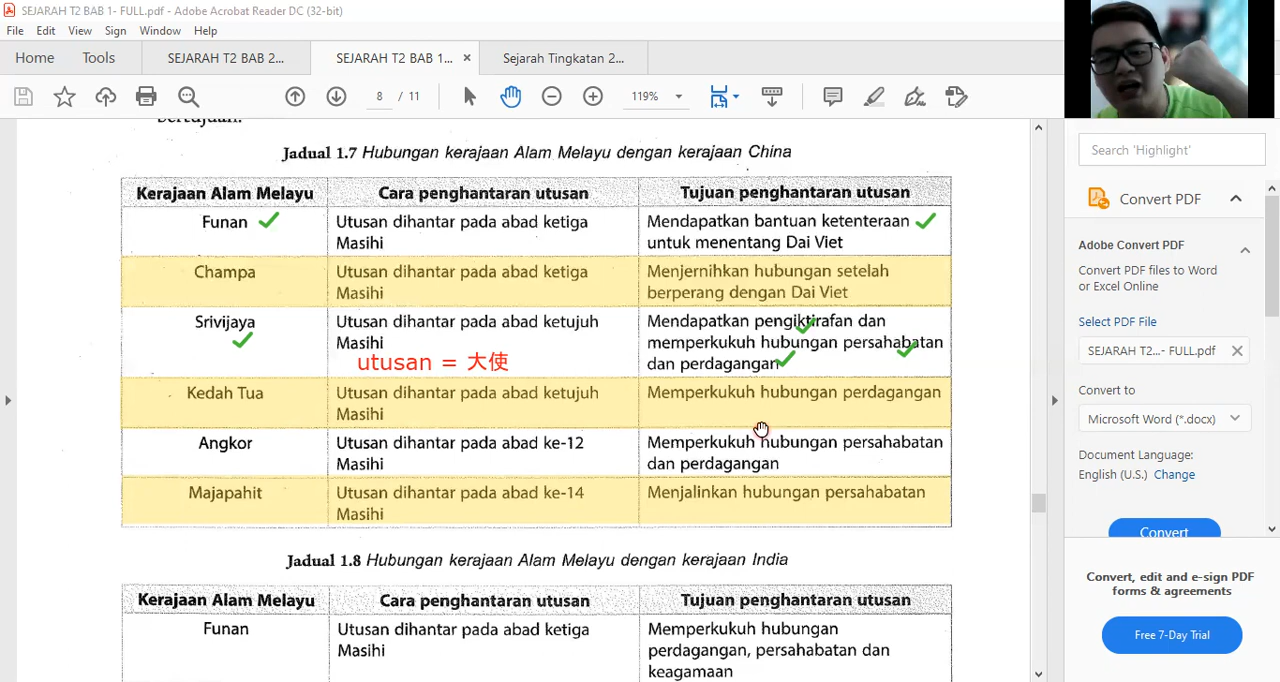 SEJARAH T2 BAB 1- FULL.pdf - Adobe Acrobat Reader DC (32-bit)
File Edit View Sign Window Help
Home Tools SEJARAH T2 BAB 2... SEJARAH T2 BAB 1... × Sejarah Tingkatan 2...
8 / 11 119%
bertujuan:
Jadual 1.7 Hubungan kerajaan Alam Melayu dengan kerajaan China
Kerajaan Alam Melayu Cara penghantaran utusan Tujuan penghantaran utusan
Funan Utusan dihantar pada abad ketiga Mendapatkan bantuan ketenteraan
Masihi untuk menentang Dai Viet
Champa Utusan dihantar pada abad ketiga Menjernihkan hubungan setelah
Masihi berperang dengan Dai Viet
Srivijaya Utusan dihantar pada abad ketujuh Mendapatkan pengiktirafan dan
Masihi memperkukuh hubungan persahabatan
utusan = 大使 dan perdagangan
Kedah Tua Utusan dihantar pada abad ketujuh Memperkukuh hubungan perdagangan
Masihi
Angkor Utusan dihantar pada abad ke-12 Memperkukuh hubungan persahabatan
Masihi dan perdagangan
Majapahit Utusan dihantar pada abad ke-14 Menjalinkan hubungan persahabatan
Masihi
Jadual 1.8 Hubungan kerajaan Alam Melayu dengan kerajaan India
Kerajaan Alam Melayu Cara penghantaran utusan Tujuan penghantaran utusan
Funan Utusan dihantar pada abad ketiga Memperkukuh hubungan
Masihi perdagangan, persahabatan dan
keagamaan
Search 'Highlight'
Convert PDF
Adobe Convert PDF
Convert PDF files to Word
or Excel Online
Select PDF File
SEJARAH T2...- FULL.pdf ×
Convert to
Microsoft Word (*.docx)
Document Language:
English (U.S.) Change
Convert
Convert, edit and e-sign PDF
forms & agreements
Free 7-Day Trial